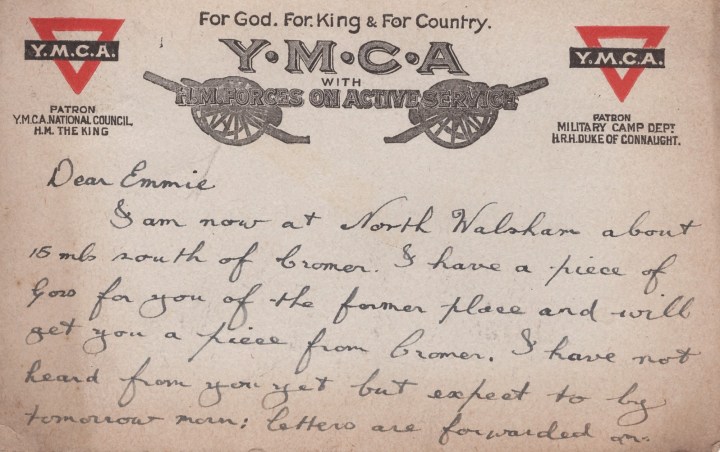 For God. For. King & For Country.
Y.M.C.A.
Y·M·C·A
WITH
H.M. FORCES ON ACTIVE SERVICE
Y.M.C.A.
PATRON
Y.M.C.A. NATIONAL COUNCIL,
H.M. THE KING
PATRON
MILITARY CAMP DEPT
H.R.H. DUKE OF CONNAUGHT.
Dear Emmie
I am now at North Walsham about
15 mls south of Cromer. I have a piece of
Goss for you of the former place and will
get you a piece from Cromer. I have not
heard from you yet but expect to by
tomorrow morn: letters are forwarded on.